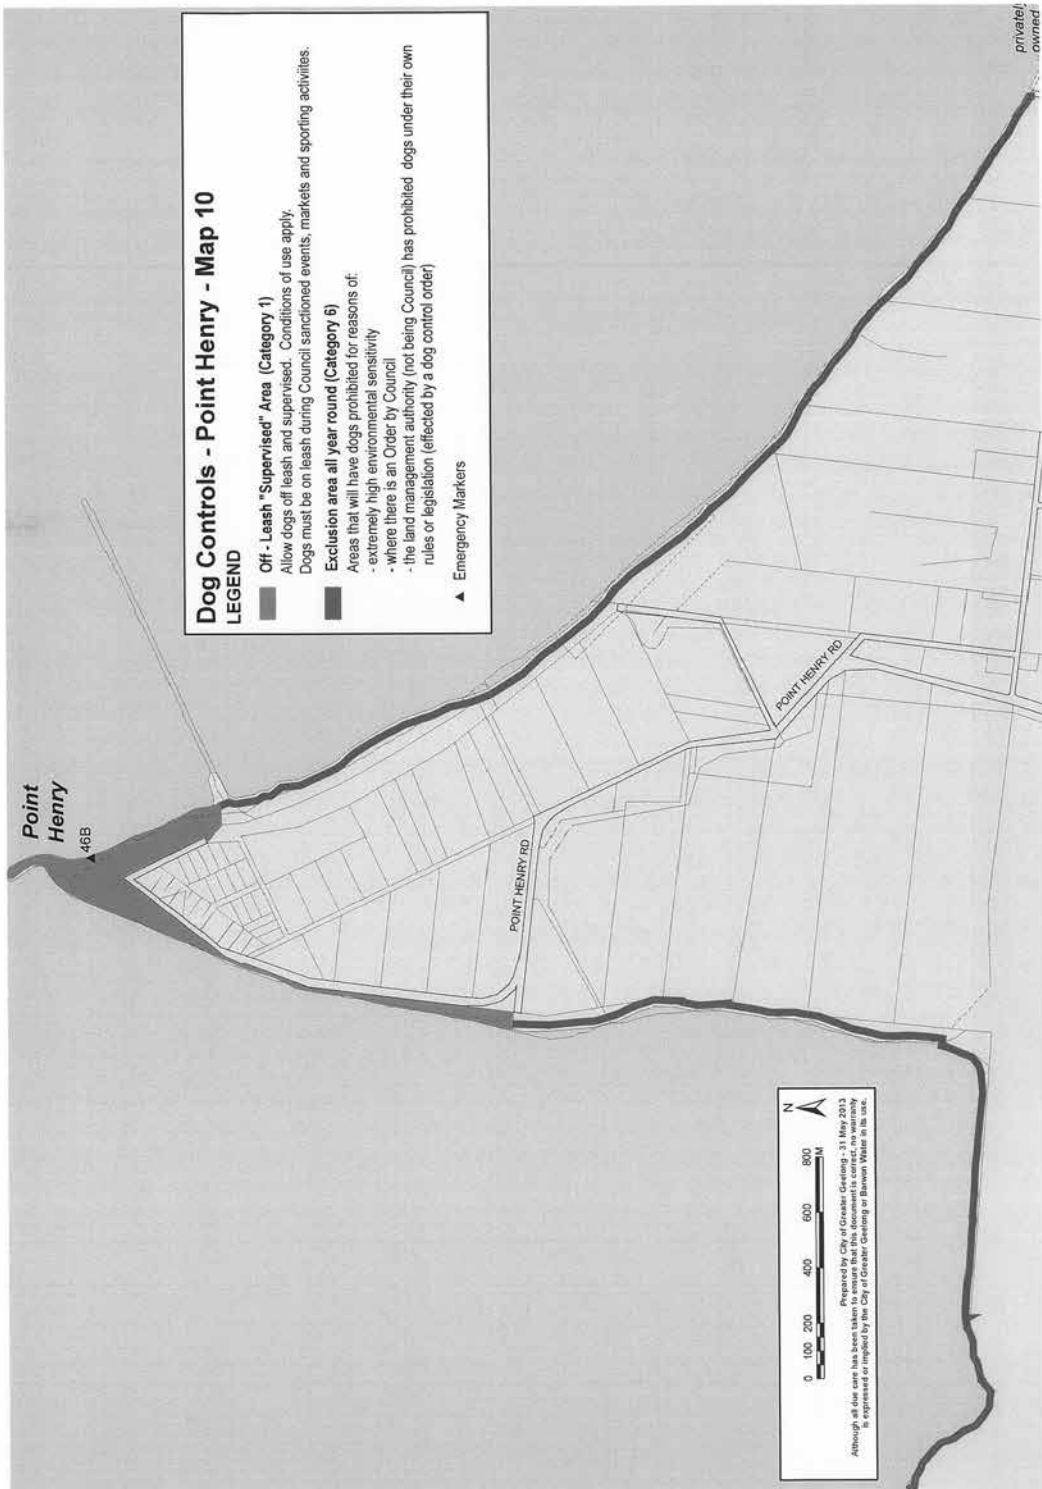 Dog Controls - Point Henry - Map 10
LEGEND
Off - Leash "Supervised" Area (Category 1)
Allow dogs off leash and supervised. Conditions of use apply.
Dogs must be on leash during Council sanctioned events, markets and sporting activiites.
Exclusion area all year round (Category 6)
Areas that will have dogs prohibited for reasons of:
- extremely high environmental sensitivity
- where there is an Order by Council
- the land management authority (not being Council) has prohibited dogs under their own
rules or legislation (effected by a dog control order)
▲ Emergency Markers
Point
Henry
▲46B
POINT HENRY RD
POINT HENRY RD
privately
owned
0 100 200 400 600 800
M
N
Prepared by City of Greater Geelong - 31 May 2013
Although all due care has been taken to ensure that this document is correct, no warranty
is expressed or implied by the City of Greater Geelong or Barwon Water in its use.